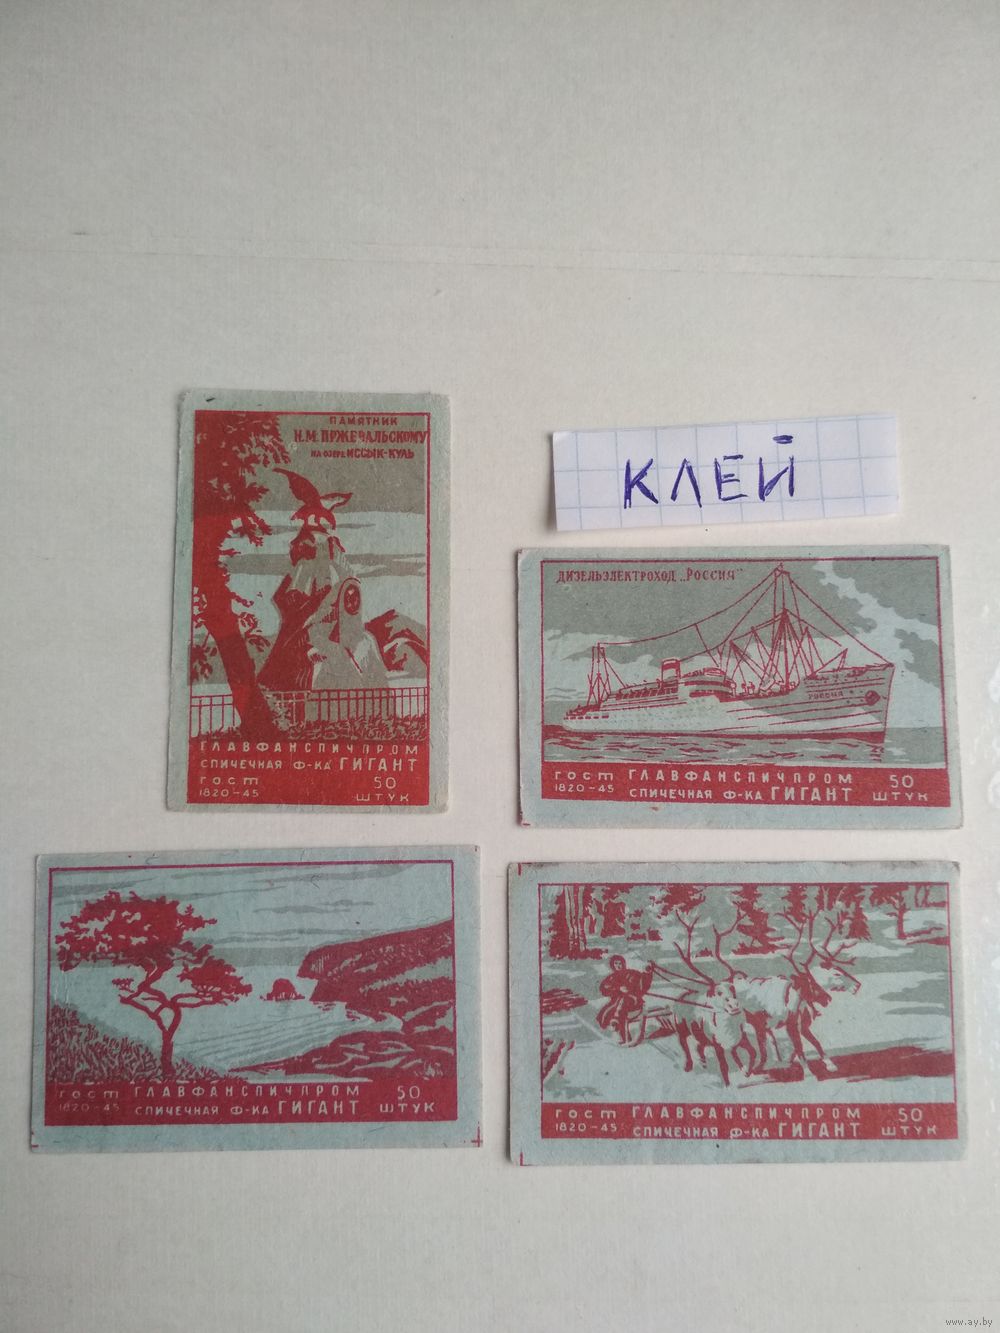 ПАМЯТНИК
Н.М. ПРЖЕВАЛЬСКОМУ
НА ОЗЕРЕ ИССЫК-КУЛЬ
ГЛАВФАНСПИЧПРОМ
СПИЧЕЧНАЯ Ф-КА ГИГАНТ
ГОСТ 50
1820-45 ШТУК
КЛЕЙ
ДИЗЕЛЬЭЛЕКТРОХОД „РОССИЯ"
РОССИЯ
ГОСТ ГЛАВФАНСПИЧПРОМ 50
1820-45 СПИЧЕЧНАЯ Ф-КА ГИГАНТ ШТУК
ГОСТ ГЛАВФАНСПИЧПРОМ 50
1820-45 СПИЧЕЧНАЯ Ф-КА ГИГАНТ ШТУК
ГОСТ ГЛАВФАНСПИЧПРОМ 50
1820-45 СПИЧЕЧНАЯ Ф-КА ГИГАНТ ШТУК
www.ay.by